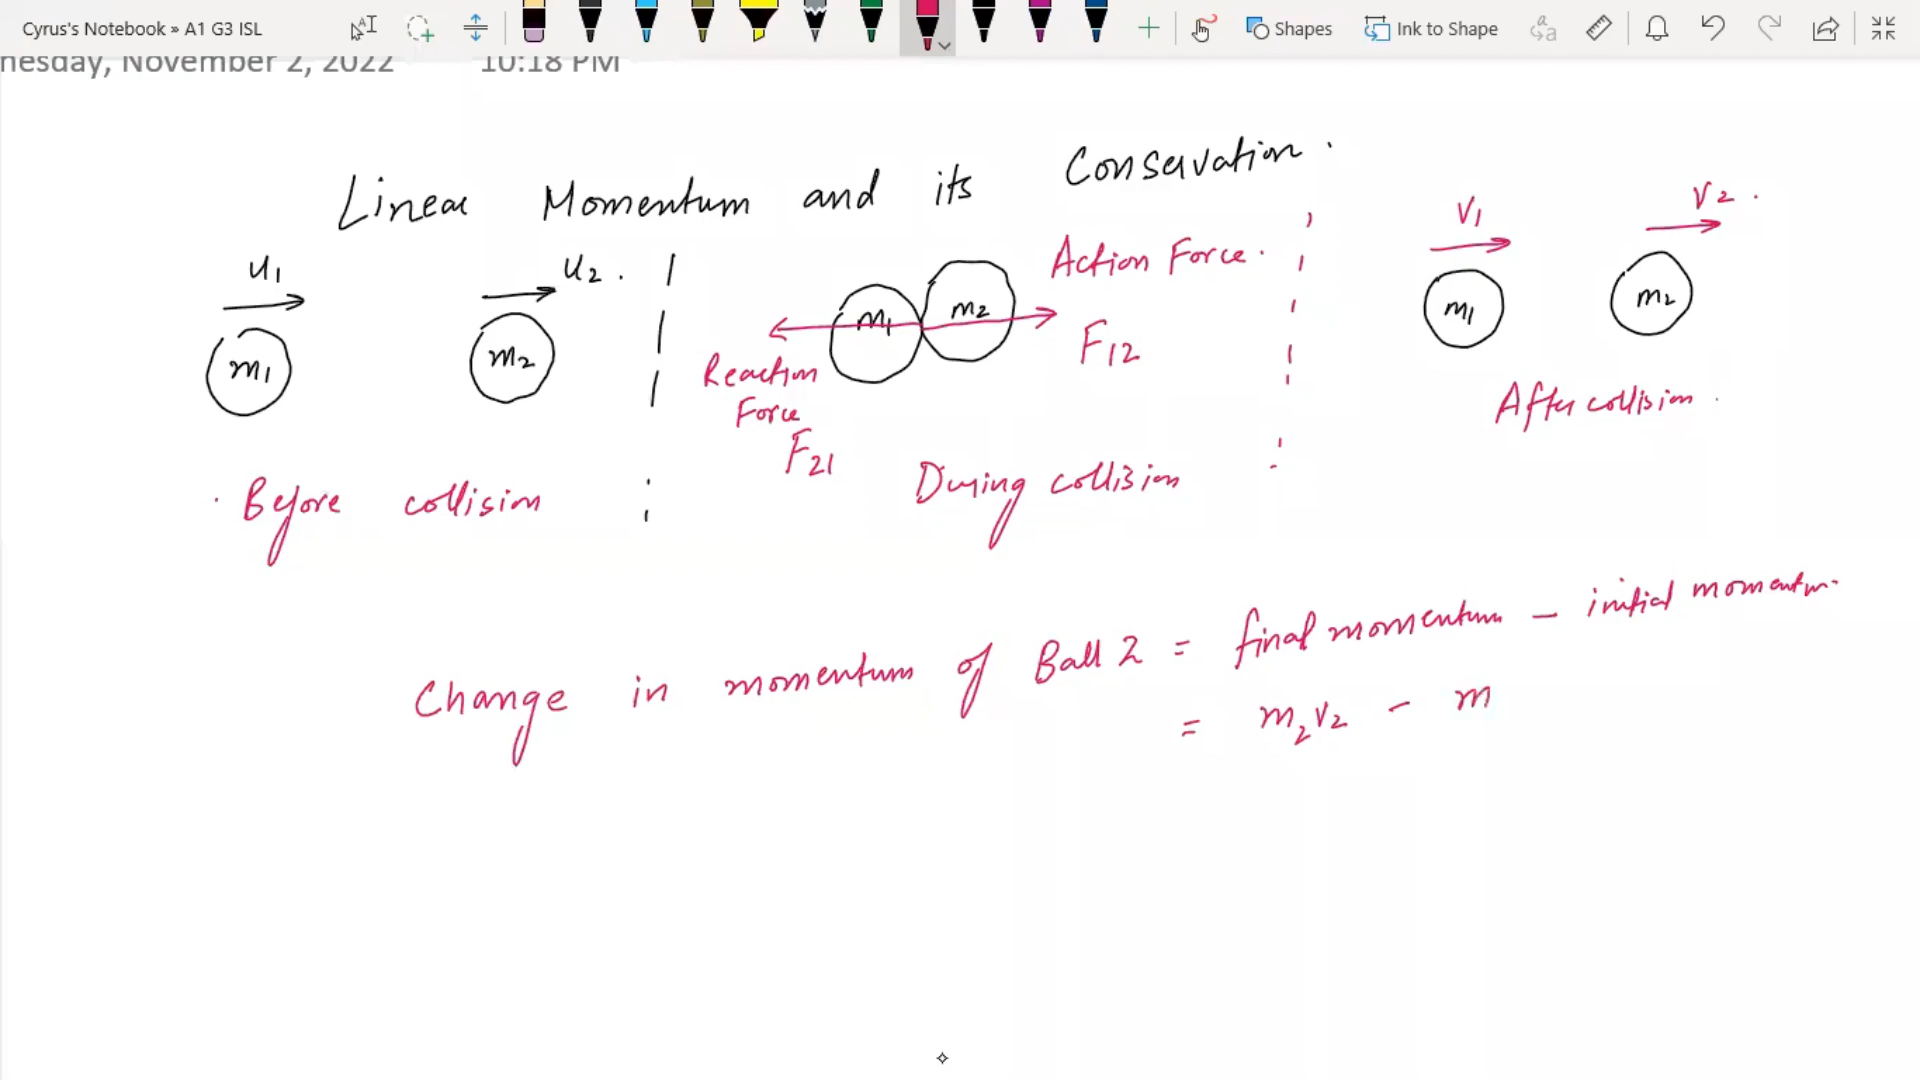 Cyrus's Notebook » A1 G3 ISL
Shapes
Ink to Shape
nesday, November 2, 2022 10:18 PM
Linear Momentum and its Conservation.
u1
u2.
m1
m2
Before collision
m1
m2
Action Force.
F12
Reaction
Force
F21
During collision
v1
v2.
m1
m2
After collision.
Change in momentum of Ball 2 = final momentum – initial momentum.
= m2v2 - m